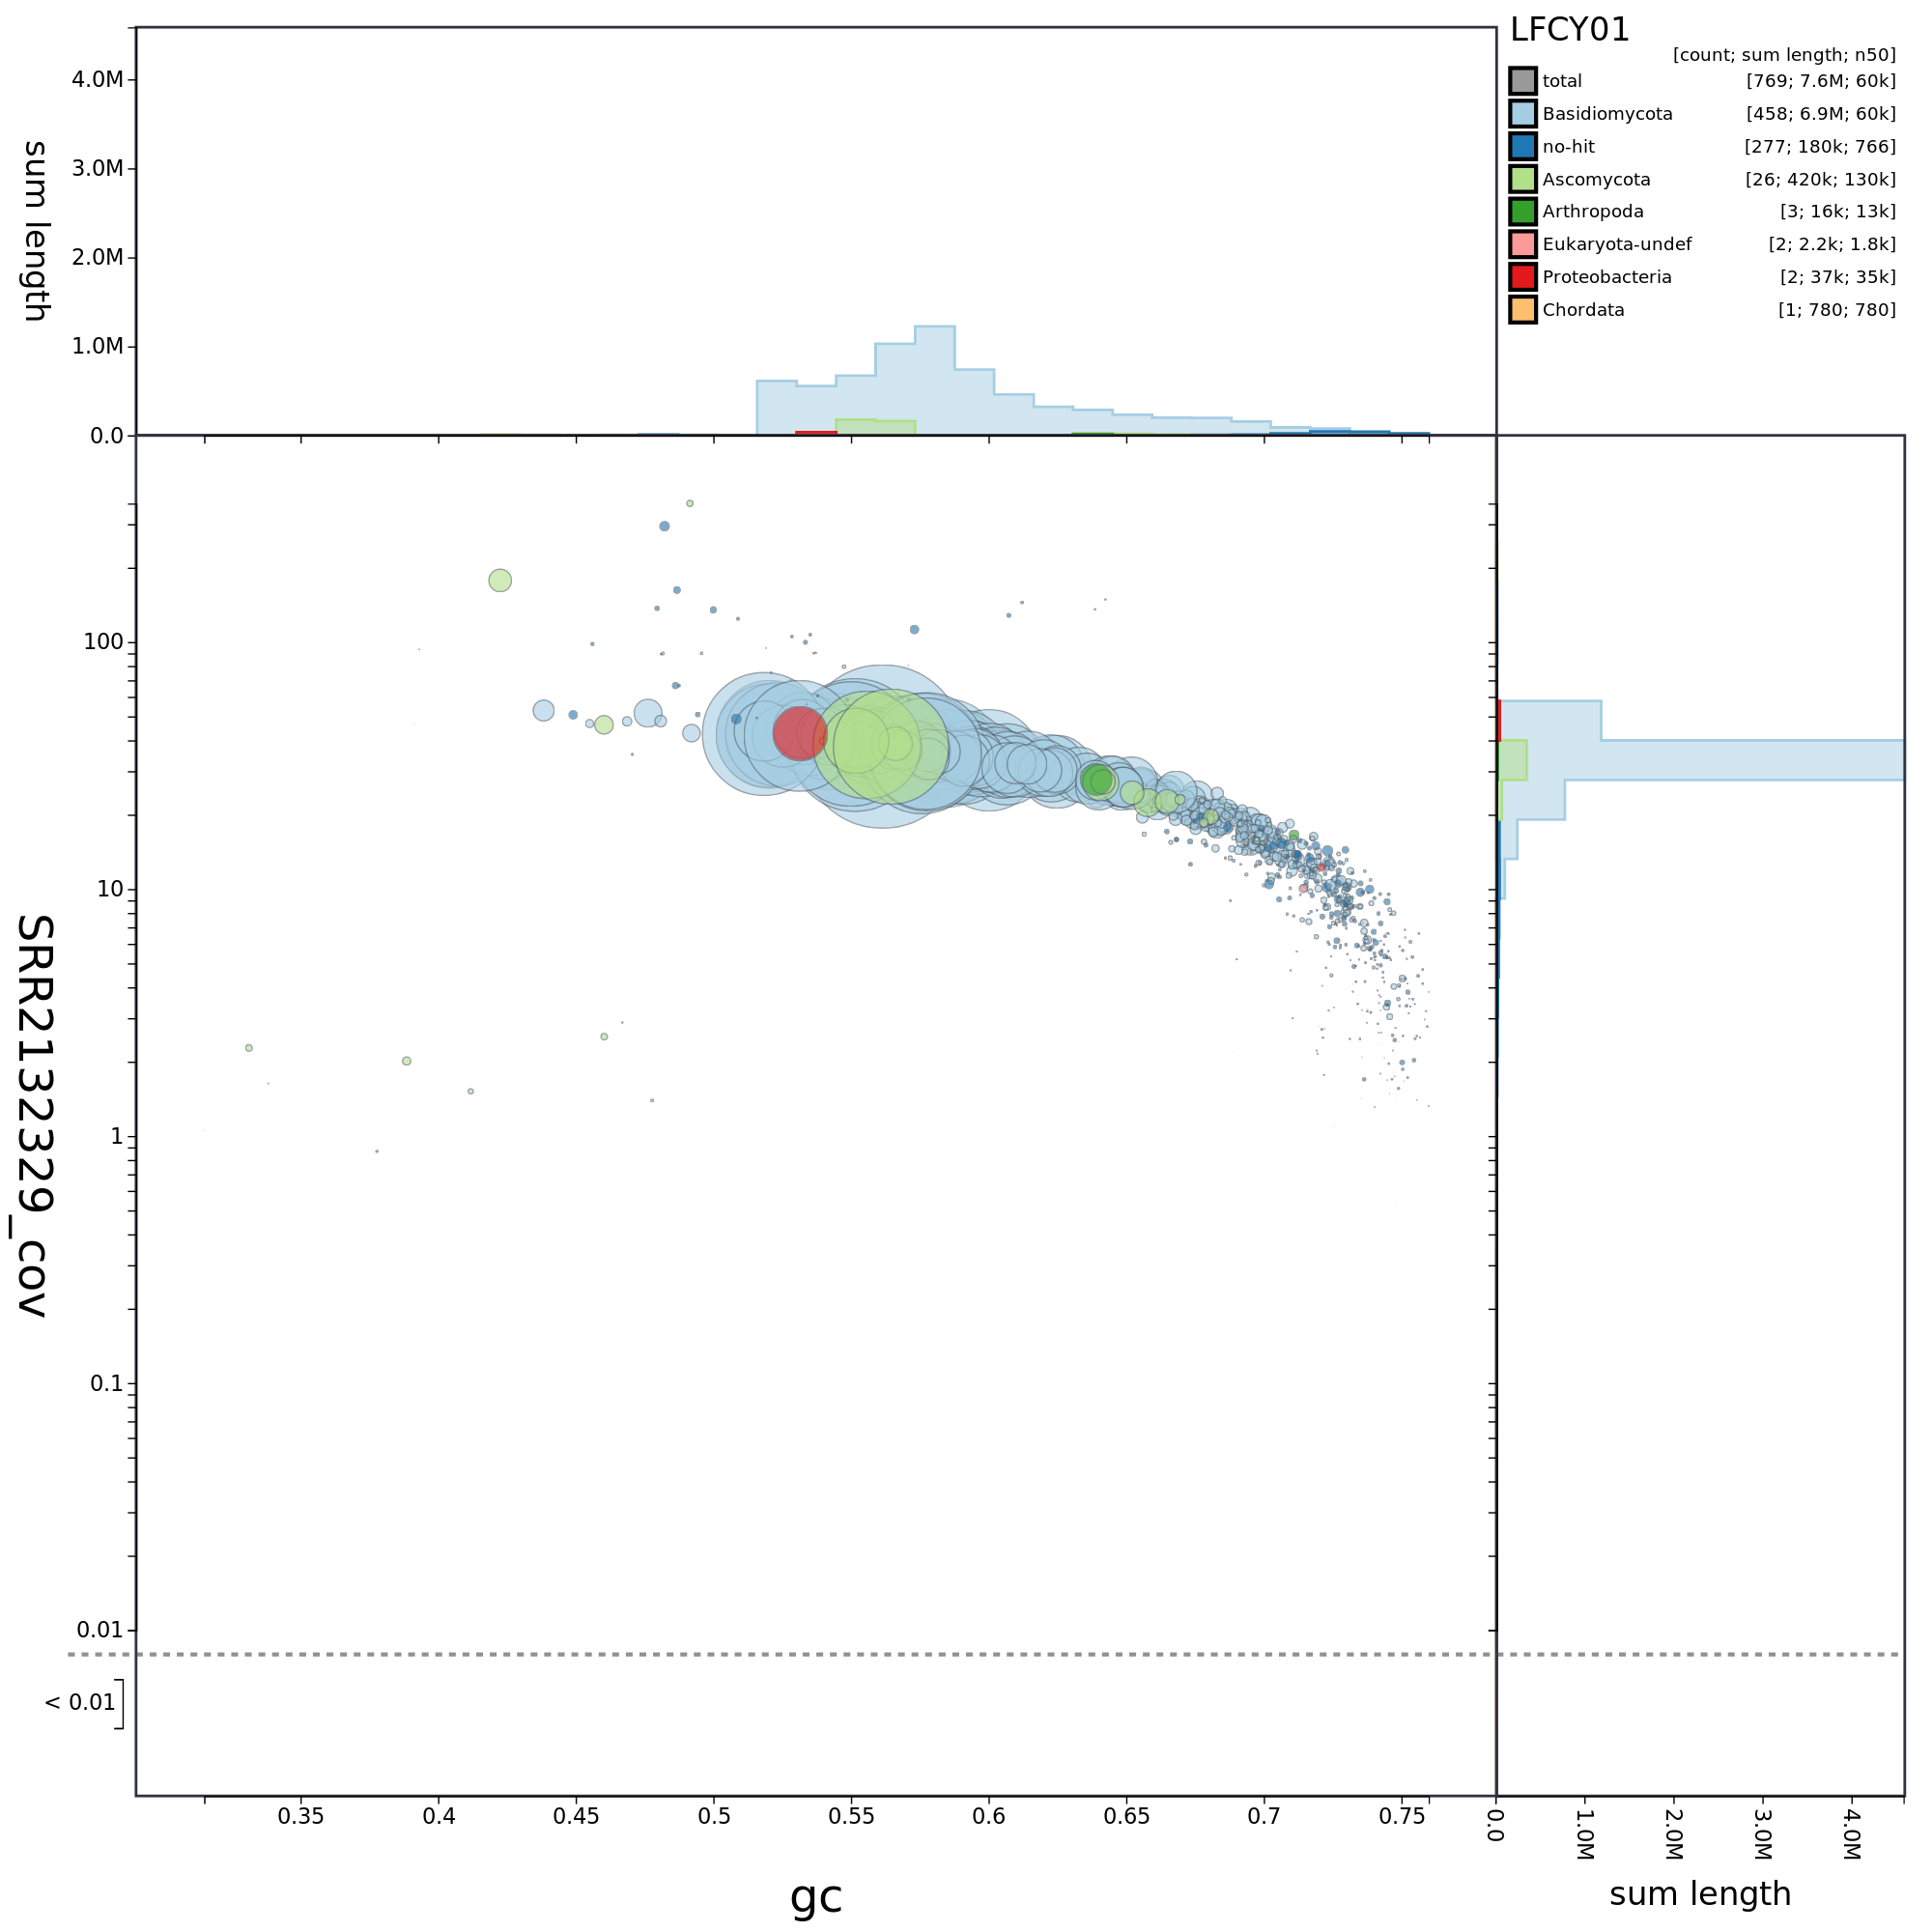 LFCY01
[count; sum length; n50]
total [769; 7.6M; 60k]
Basidiomycota [458; 6.9M; 60k]
no-hit [277; 180k; 766]
Ascomycota [26; 420k; 130k]
Arthropoda [3; 16k; 13k]
Eukaryota-undef [2; 2.2k; 1.8k]
Proteobacteria [2; 37k; 35k]
Chordata [1; 780; 780]
sum length
4.0M
3.0M
2.0M
1.0M
0.0
SRR2132329_cov
100
10
1
0.1
0.01
< 0.01
0.35 0.4 0.45 0.5 0.55 0.6 0.65 0.7 0.75
gc
0.0 1.0M 2.0M 3.0M 4.0M
sum length